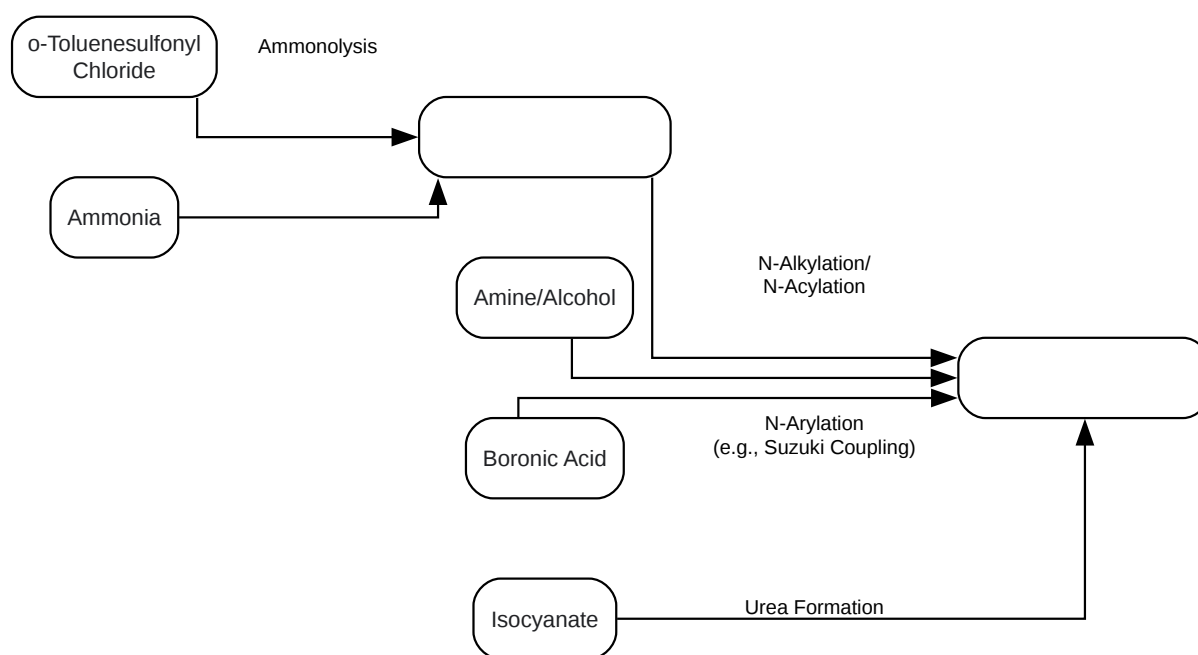 o-Toluenesulfonyl
Chloride
Ammonolysis
Ammonia
N-Alkylation/
N-Acylation
Amine/Alcohol
N-Arylation
(e.g., Suzuki Coupling)
Boronic Acid
Urea Formation
Isocyanate